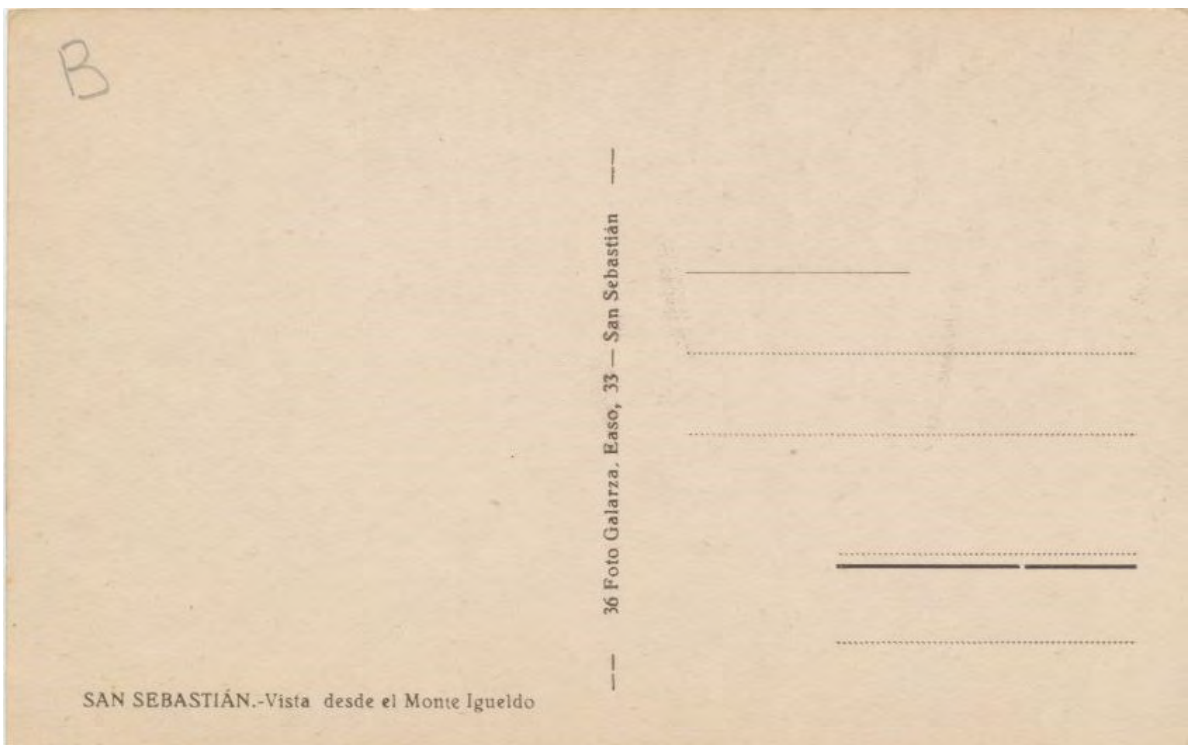 B
36 Foto Galarza. Easo, 33 — San Sebastián
SAN SEBASTIÁN.-Vista desde el Monte Igueldo